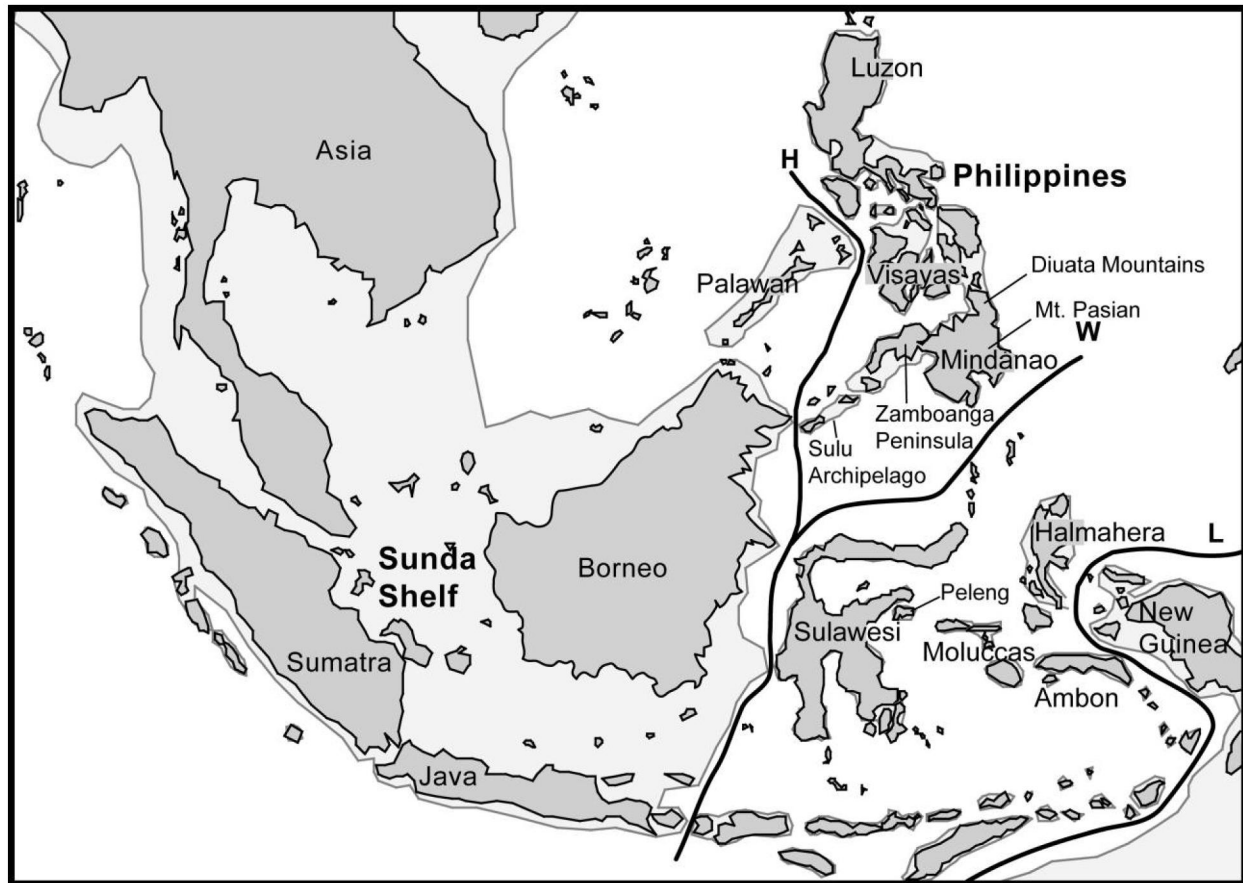 Luzon
Asia
H
Philippines
Palawan
Visayas
Diuata Mountains
Mt. Pasian
W
Mindanao
Zamboanga
Peninsula
Sulu
Archipelago
Halmahera
L
Sunda
Shelf
Borneo
Peleng
New
Guinea
Sulawesi
Moluccas
Sumatra
Ambon
Java